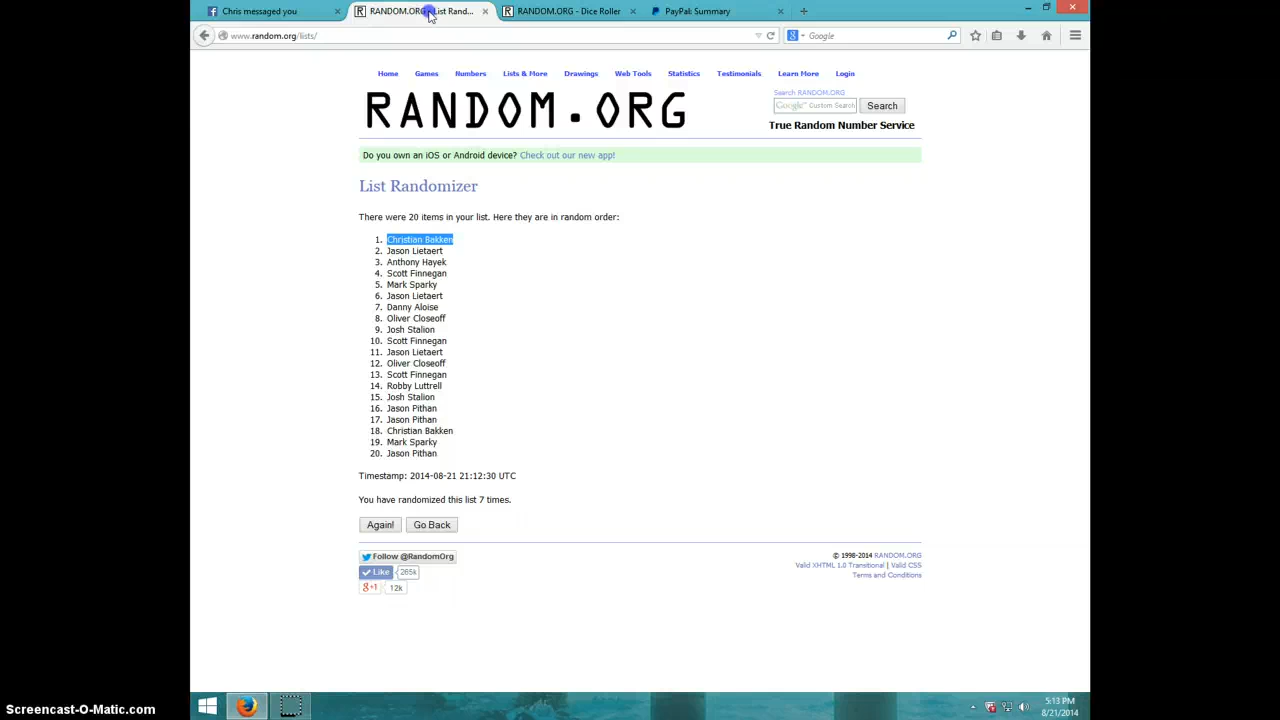 Chris messaged you
RANDOM.ORG - List Rand...
RANDOM.ORG - Dice Roller
PayPal: Summary
www.random.org/lists/
Google
Home Games Numbers Lists & More Drawings Web Tools Statistics Testimonials Learn More Login
Search RANDOM.ORG
RANDOM.ORG
Google™ Custom Search
Search
True Random Number Service
Do you own an iOS or Android device? Check out our new app!
List Randomizer
There were 20 items in your list. Here they are in random order:
1. Christian Bakken
2. Jason Lietaert
3. Anthony Hayek
4. Scott Finnegan
5. Mark Sparky
6. Jason Lietaert
7. Danny Aloise
8. Oliver Closeoff
9. Josh Stalion
10. Scott Finnegan
11. Jason Lietaert
12. Oliver Closeoff
13. Scott Finnegan
14. Robby Luttrell
15. Josh Stalion
16. Jason Pithan
17. Jason Pithan
18. Christian Bakken
19. Mark Sparky
20. Jason Pithan
Timestamp: 2014-08-21 21:12:30 UTC
You have randomized this list 7 times.
Again! Go Back
Follow @RandomOrg
Like 265k
g+1 12k
© 1998-2014 RANDOM.ORG
Valid XHTML 1.0 Transitional | Valid CSS
Terms and Conditions
5:13 PM
8/21/2014
Screencast-O-Matic.com